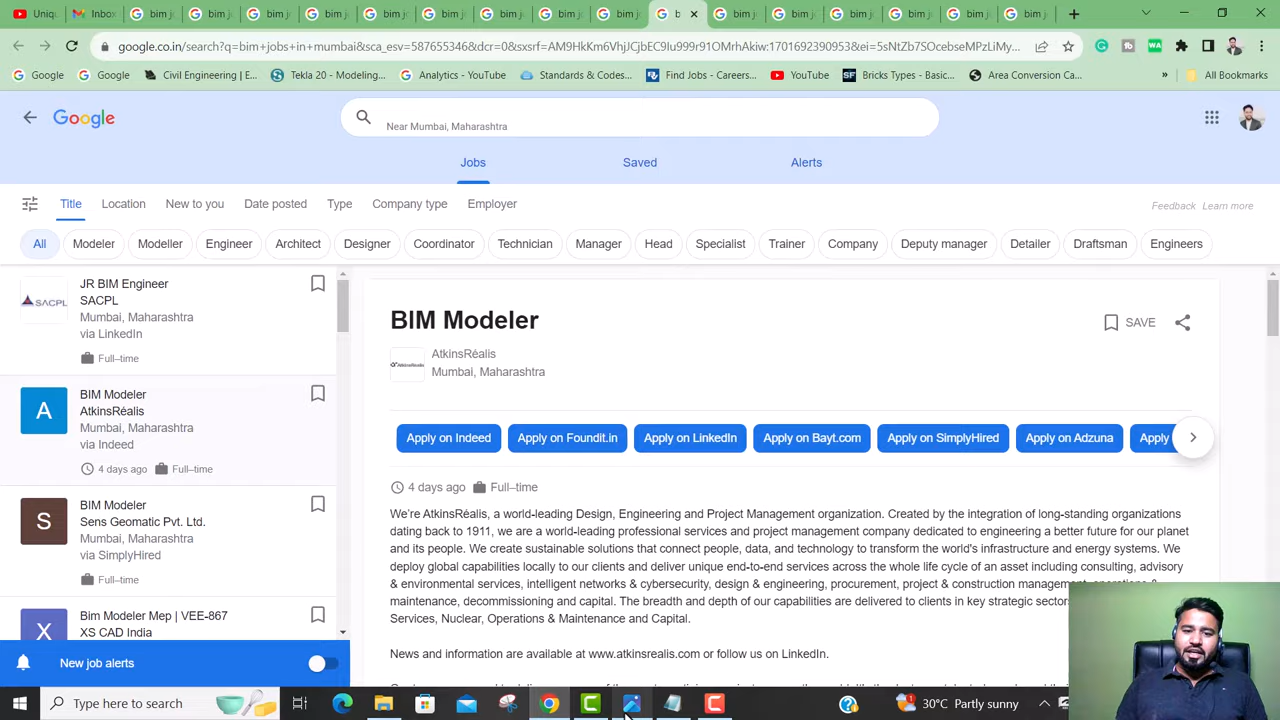 Uniq
G bim
G bim j
G bim
G bim j
G bim j
G bim
G bim j
G b
G bim
G bim j
G bim j
G bim
google.co.in/search?q=bim+jobs+in+mumbai&sca_esv=587655346&dcr=0&sxsrf=AM9HkKm6VhjJCjbEC9Iu999r91OMrhAkiw:1701692390953&ei=5SNtZb7SOcebseMPzLiMy...
Google
Google
Civil Engineering | E...
Tekla 20 - Modeling...
Analytics - YouTube
Standards & Codes...
Find Jobs - Careers...
YouTube
Bricks Types - Basic...
Area Conversion Ca...
»
All Bookmarks
Google
Near Mumbai, Maharashtra
Jobs
Saved
Alerts
Title
Location
New to you
Date posted
Type
Company type
Employer
Feedback
Learn more
All
Modeler
Modeller
Engineer
Architect
Designer
Coordinator
Technician
Manager
Head
Specialist
Trainer
Company
Deputy manager
Detailer
Draftsman
Engineers
JR BIM Engineer
SACPL
SACPL
Mumbai, Maharashtra
via LinkedIn
Full–time
A
BIM Modeler
AtkinsRéalis
Mumbai, Maharashtra
via Indeed
4 days ago
Full–time
S
BIM Modeler
Sens Geomatic Pvt. Ltd.
Mumbai, Maharashtra
via SimplyHired
Full–time
X
Bim Modeler Mep | VEE-867
XS CAD India
New job alerts
BIM Modeler
SAVE
AtkinsRéalis
AtkinsRéalis
Mumbai, Maharashtra
Apply on Indeed
Apply on Foundit.in
Apply on LinkedIn
Apply on Bayt.com
Apply on SimplyHired
Apply on Adzuna
Apply
4 days ago
Full–time
We're AtkinsRéalis, a world-leading Design, Engineering and Project Management organization. Created by the integration of long-standing organizations
dating back to 1911, we are a world-leading professional services and project management company dedicated to engineering a better future for our planet
and its people. We create sustainable solutions that connect people, data, and technology to transform the world's infrastructure and energy systems. We
deploy global capabilities locally to our clients and deliver unique end-to-end services across the whole life cycle of an asset including consulting, advisory
& environmental services, intelligent networks & cybersecurity, design & engineering, procurement, project & construction management, operations &
maintenance, decommissioning and capital. The breadth and depth of our capabilities are delivered to clients in key strategic sectors
Services, Nuclear, Operations & Maintenance and Capital.
News and information are available at www.atkinsrealis.com or follow us on LinkedIn.
Type here to search
30°C Partly sunny